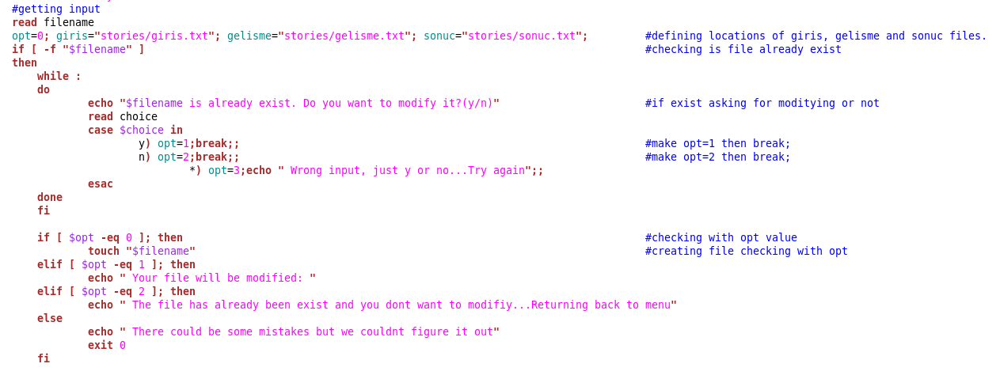 #getting input
read filename
opt=0; giris="stories/giris.txt"; gelisme="stories/gelisme.txt"; sonuc="stories/sonuc.txt"; #defining locations of giris, gelisme and sonuc files.
if [ -f "$filename" ] #checking is file already exist
then
while :
do
echo "$filename is already exist. Do you want to modify it?(y/n)" #if exist asking for moditying or not
read choice
case $choice in
y) opt=1;break;; #make opt=1 then break;
n) opt=2;break;; #make opt=2 then break;
*) opt=3;echo " Wrong input, just y or no...Try again";;
esac
done
fi
if [ $opt -eq 0 ]; then #checking with opt value
touch "$filename" #creating file checking with opt
elif [ $opt -eq 1 ]; then
echo " Your file will be modified: "
elif [ $opt -eq 2 ]; then
echo " The file has already been exist and you dont want to modifiy...Returning back to menu"
else
echo " There could be some mistakes but we couldnt figure it out"
exit 0
fi